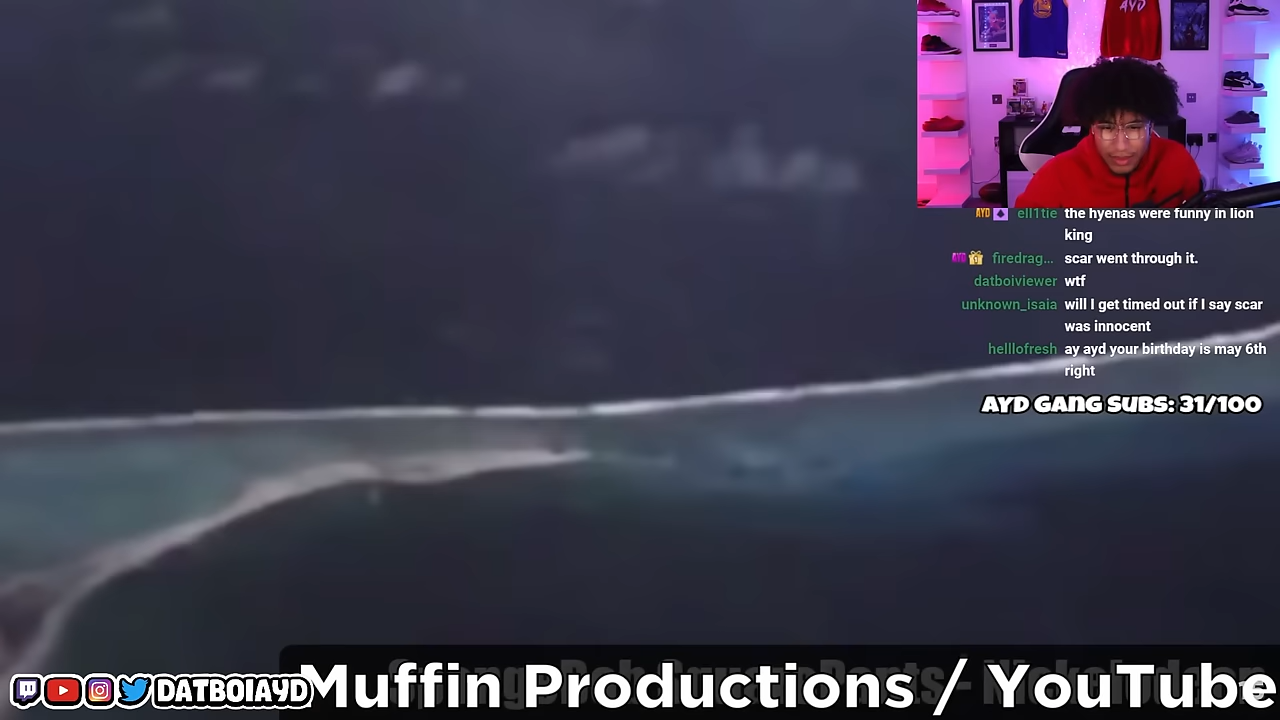 AYD
AYD ell1tie the hyenas were funny in lion
king
AYD firedrag... scar went through it.
datboiviewer wtf
unknown_isaia will I get timed out if I say scar
was innocent
helllofresh ay ayd your birthday is may 6th
right
AYD GANG SUBS: 31/100
DATBOIAYD
Muffin Productions / YouTube